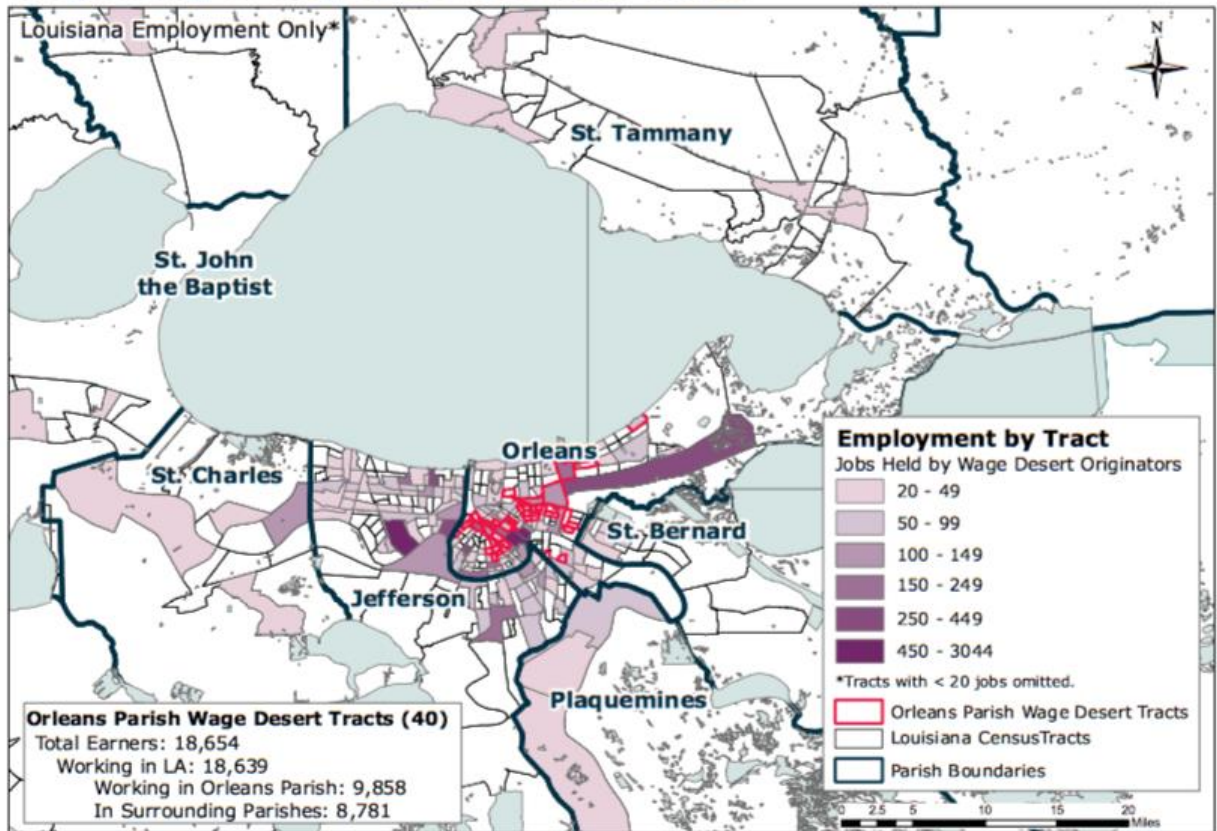 Louisiana Employment Only*
N
St. Tammany
St. John
the Baptist
Orleans
St. Charles
St. Bernard
Jefferson
Plaquemines
Employment by Tract
Jobs Held by Wage Desert Originators
20 - 49
50 - 99
100 - 149
150 - 249
250 - 449
450 - 3044
*Tracts with < 20 jobs omitted.
Orleans Parish Wage Desert Tracts
Louisiana CensusTracts
Parish Boundaries
Orleans Parish Wage Desert Tracts (40)
Total Earners: 18,654
Working in LA: 18,639
Working in Orleans Parish: 9,858
In Surrounding Parishes: 8,781
0 2.5 5 10 15 20
Miles